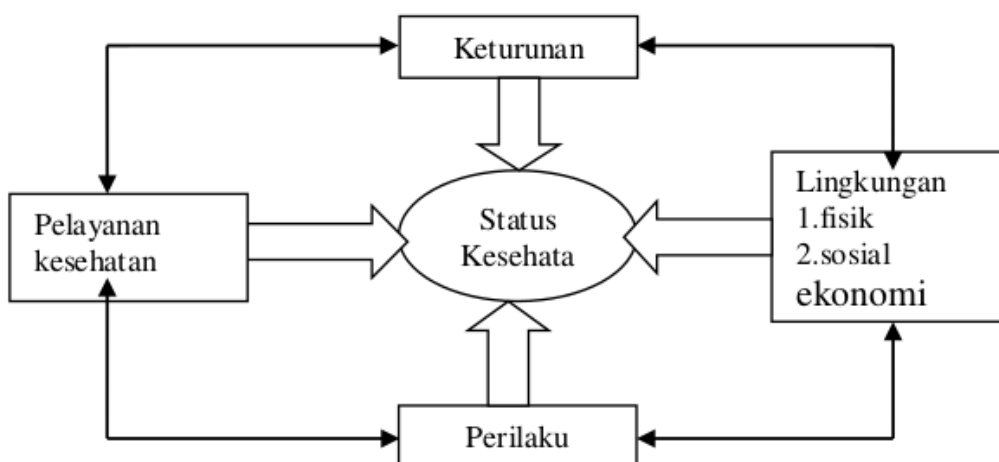 Keturunan
Pelayanan
kesehatan
Status
Kesehata
Lingkungan
1.fisik
2.sosial
ekonomi
Perilaku